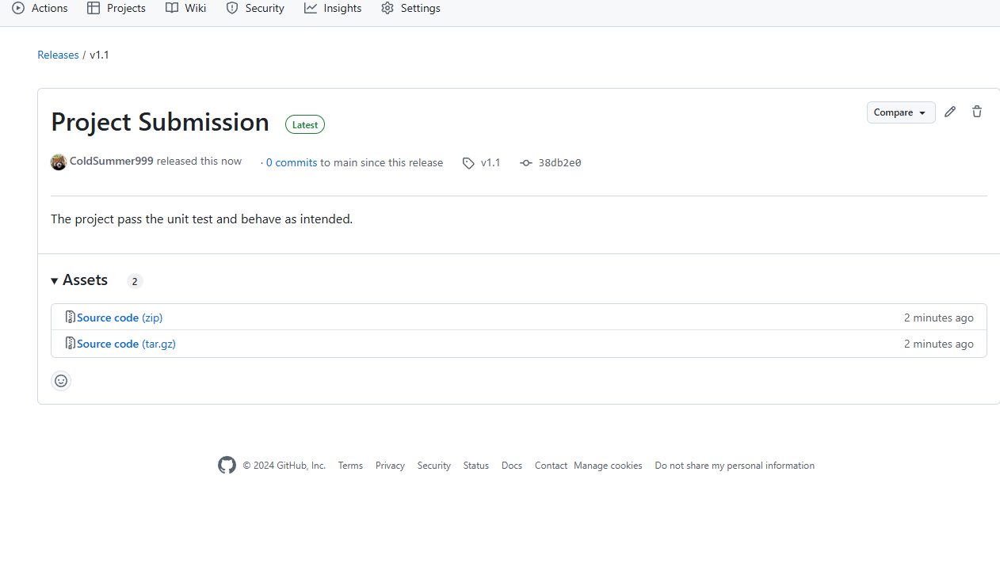 Actions Projects Wiki Security Insights Settings
Releases / v1.1
Project Submission Latest Compare
ColdSummer999 released this now · 0 commits to main since this release v1.1 38db2e0
The project pass the unit test and behave as intended.
Assets 2
Source code (zip) 2 minutes ago
Source code (tar.gz) 2 minutes ago
© 2024 GitHub, Inc. Terms Privacy Security Status Docs Contact Manage cookies Do not share my personal information